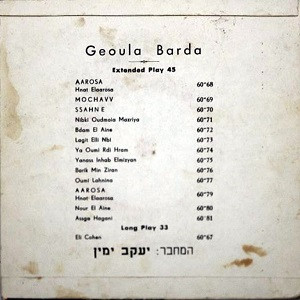 Geoula Barda
Extended Play 45
AAROSA 60"68
Hnat Elaarosa
MOCHAVV 60"69
SSAHNE 60"70
Nibki Oudmaia Mazriya 60"71
Bdam El Aine 60"72
Lagit Elli Nbi 60"73
Ya Oumi Rdi Hram 60"74
Yanass Inhab Elmizyan 60"75
Barik Min Ziran 60"76
Oumi Lahnina 60"77
AAROSA 60"79
Hnat Elaarosa
Nour El Aine 60"80
Assga Hagani 60"81
Long Play 33
Eli Cohen 60"67
המחבר: יעקב ימין